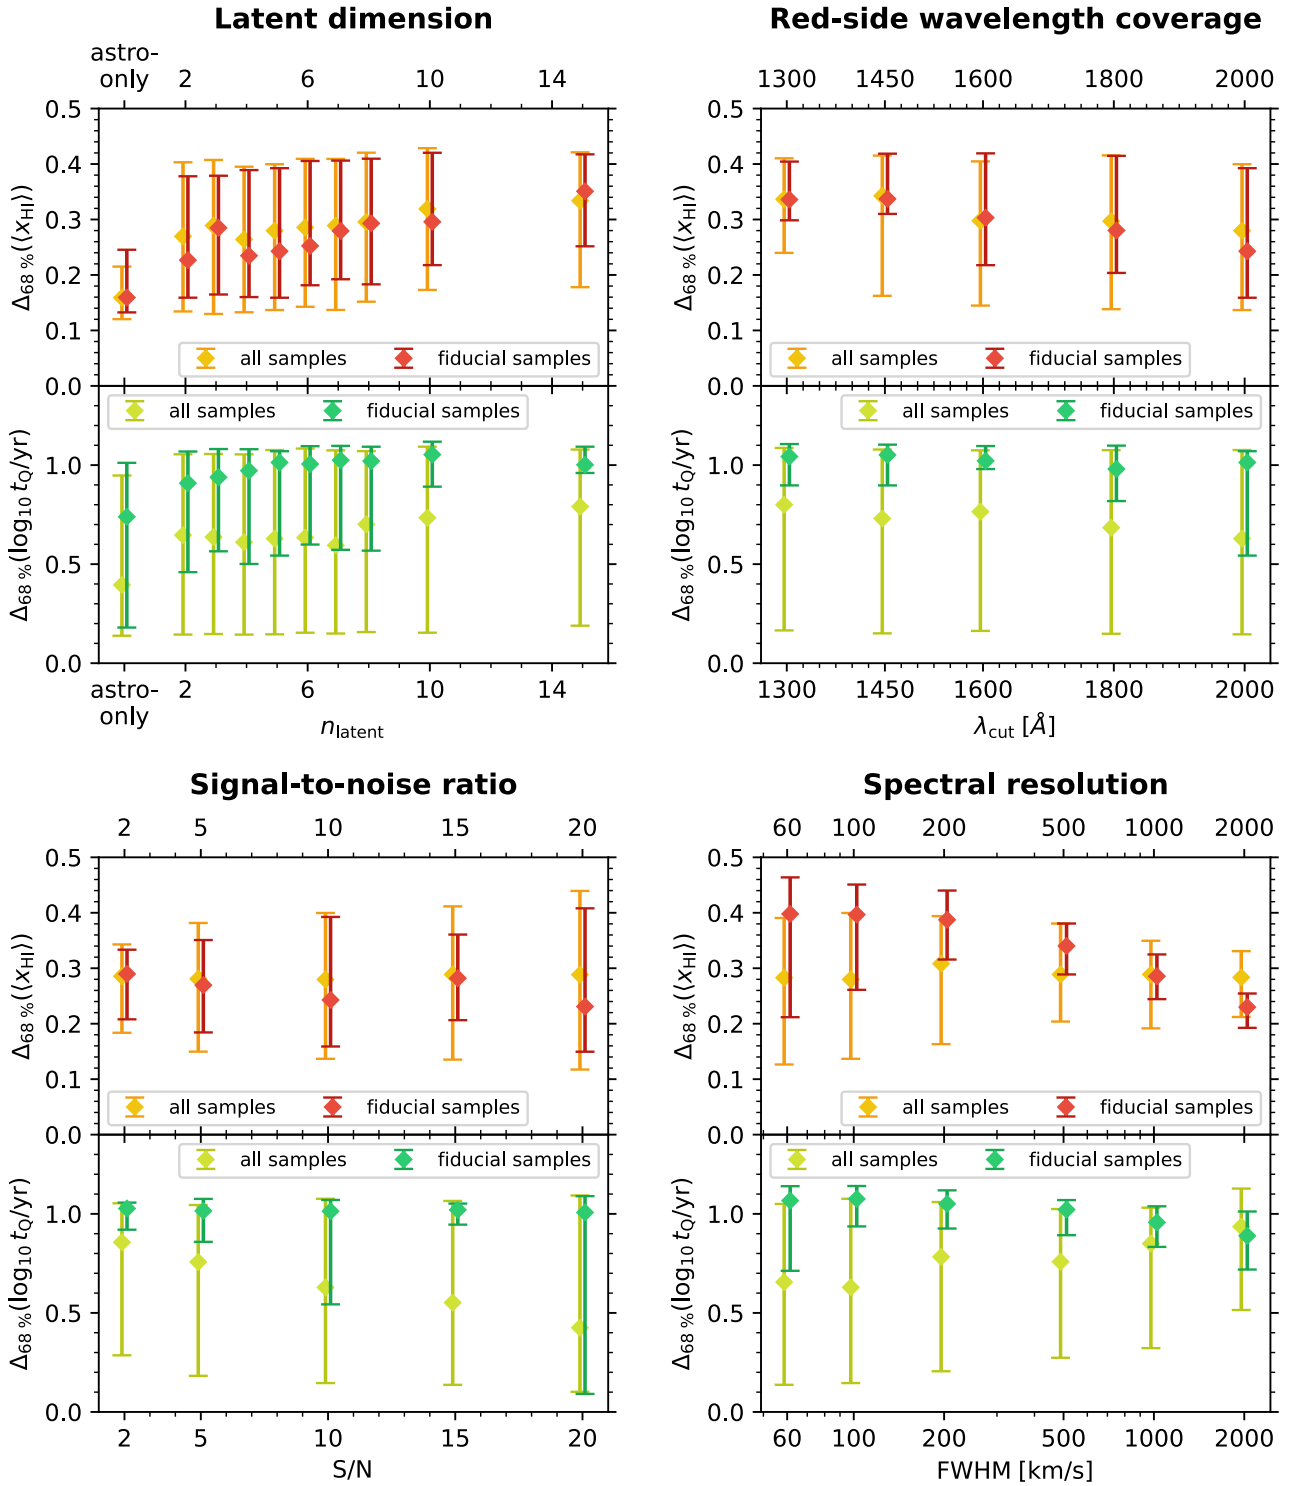 Latent dimension
astro-
only 2 6 10 14
0.5
0.4
0.3
0.2
0.1
0.0
Δ68 %(⟨xHI⟩)
all samples fiducial samples
all samples fiducial samples
1.0
0.5
0.0
Δ68 %(log10 tQ/yr)
astro-
only 2 6 10 14
nlatent
Red-side wavelength coverage
1300 1450 1600 1800 2000
0.5
0.4
0.3
0.2
0.1
0.0
Δ68 %(⟨xHI⟩)
all samples fiducial samples
all samples fiducial samples
1.0
0.5
0.0
Δ68 %(log10 tQ/yr)
1300 1450 1600 1800 2000
λcut [Å]
Signal-to-noise ratio
2 5 10 15 20
0.5
0.4
0.3
0.2
0.1
0.0
Δ68 %(⟨xHI⟩)
all samples fiducial samples
all samples fiducial samples
1.0
0.5
0.0
Δ68 %(log10 tQ/yr)
2 5 10 15 20
S/N
Spectral resolution
60 100 200 500 1000 2000
0.5
0.4
0.3
0.2
0.1
0.0
Δ68 %(⟨xHI⟩)
all samples fiducial samples
all samples fiducial samples
1.0
0.5
0.0
Δ68 %(log10 tQ/yr)
60 100 200 500 1000 2000
FWHM [km/s]